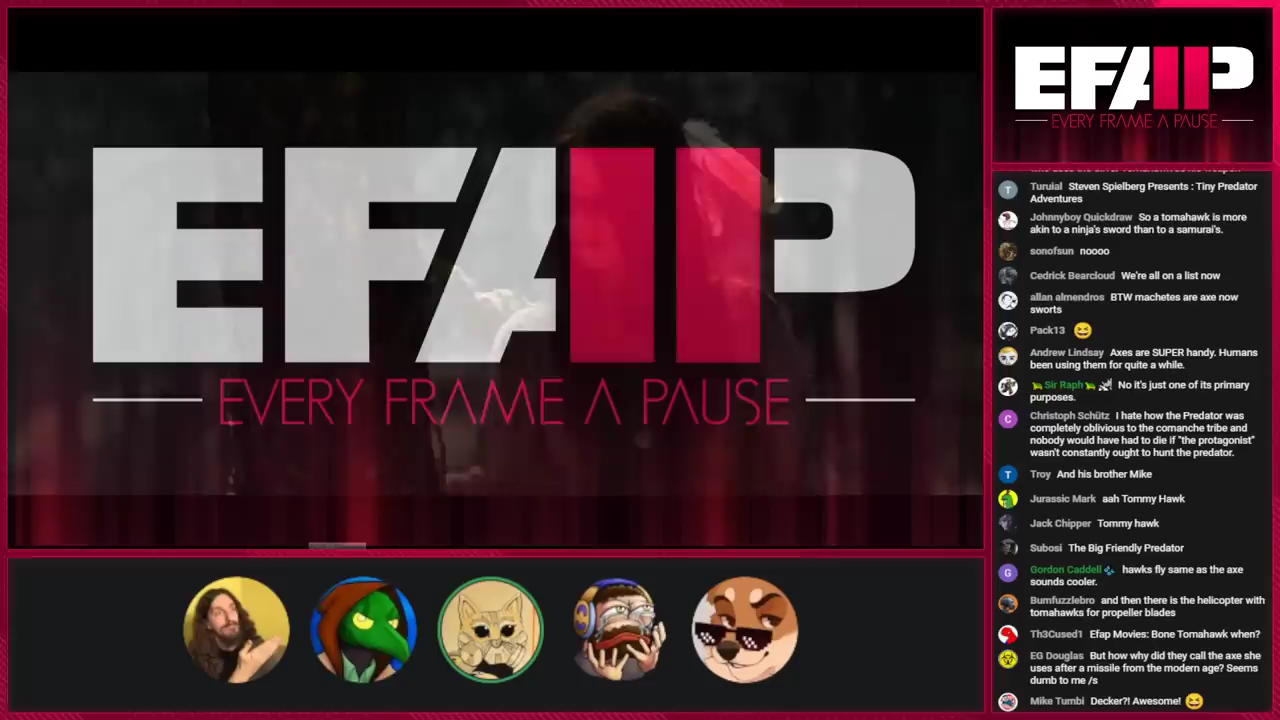 EFAP
EVERY FRAME A PAUSE
EFAP
EVERY FRAME A PAUSE
T Turuial Steven Spielberg Presents : Tiny Predator
Adventures
Johnnyboy Quickdraw So a tomahawk is more
akin to a ninja's sword than to a samurai's.
sonofsun noooo
Cedrick Bearcloud We're all on a list now
allan almendros BTW machetes are axe now
sworts
Pack13 😆
Andrew Lindsay Axes are SUPER handy. Humans
been using them for quite a while.
Sir Raph No it's just one of its primary
purposes.
C Christoph Schütz I hate how the Predator was
completely oblivious to the comanche tribe and
nobody would have had to die if "the protagonist"
wasn't constantly ought to hunt the predator.
T Troy And his brother Mike
Jurassic Mark aah Tommy Hawk
Jack Chipper Tommy hawk
Subosi The Big Friendly Predator
G Gordon Caddell hawks fly same as the axe
sounds cooler.
Bumfuzzlebro and then there is the helicopter with
tomahawks for propeller blades
Th3Cused1 Efap Movies: Bone Tomahawk when?
EG Douglas But how why did they call the axe she
uses after a missile from the modern age? Seems
dumb to me /s
Mike Tumbi Decker?! Awesome! 😆